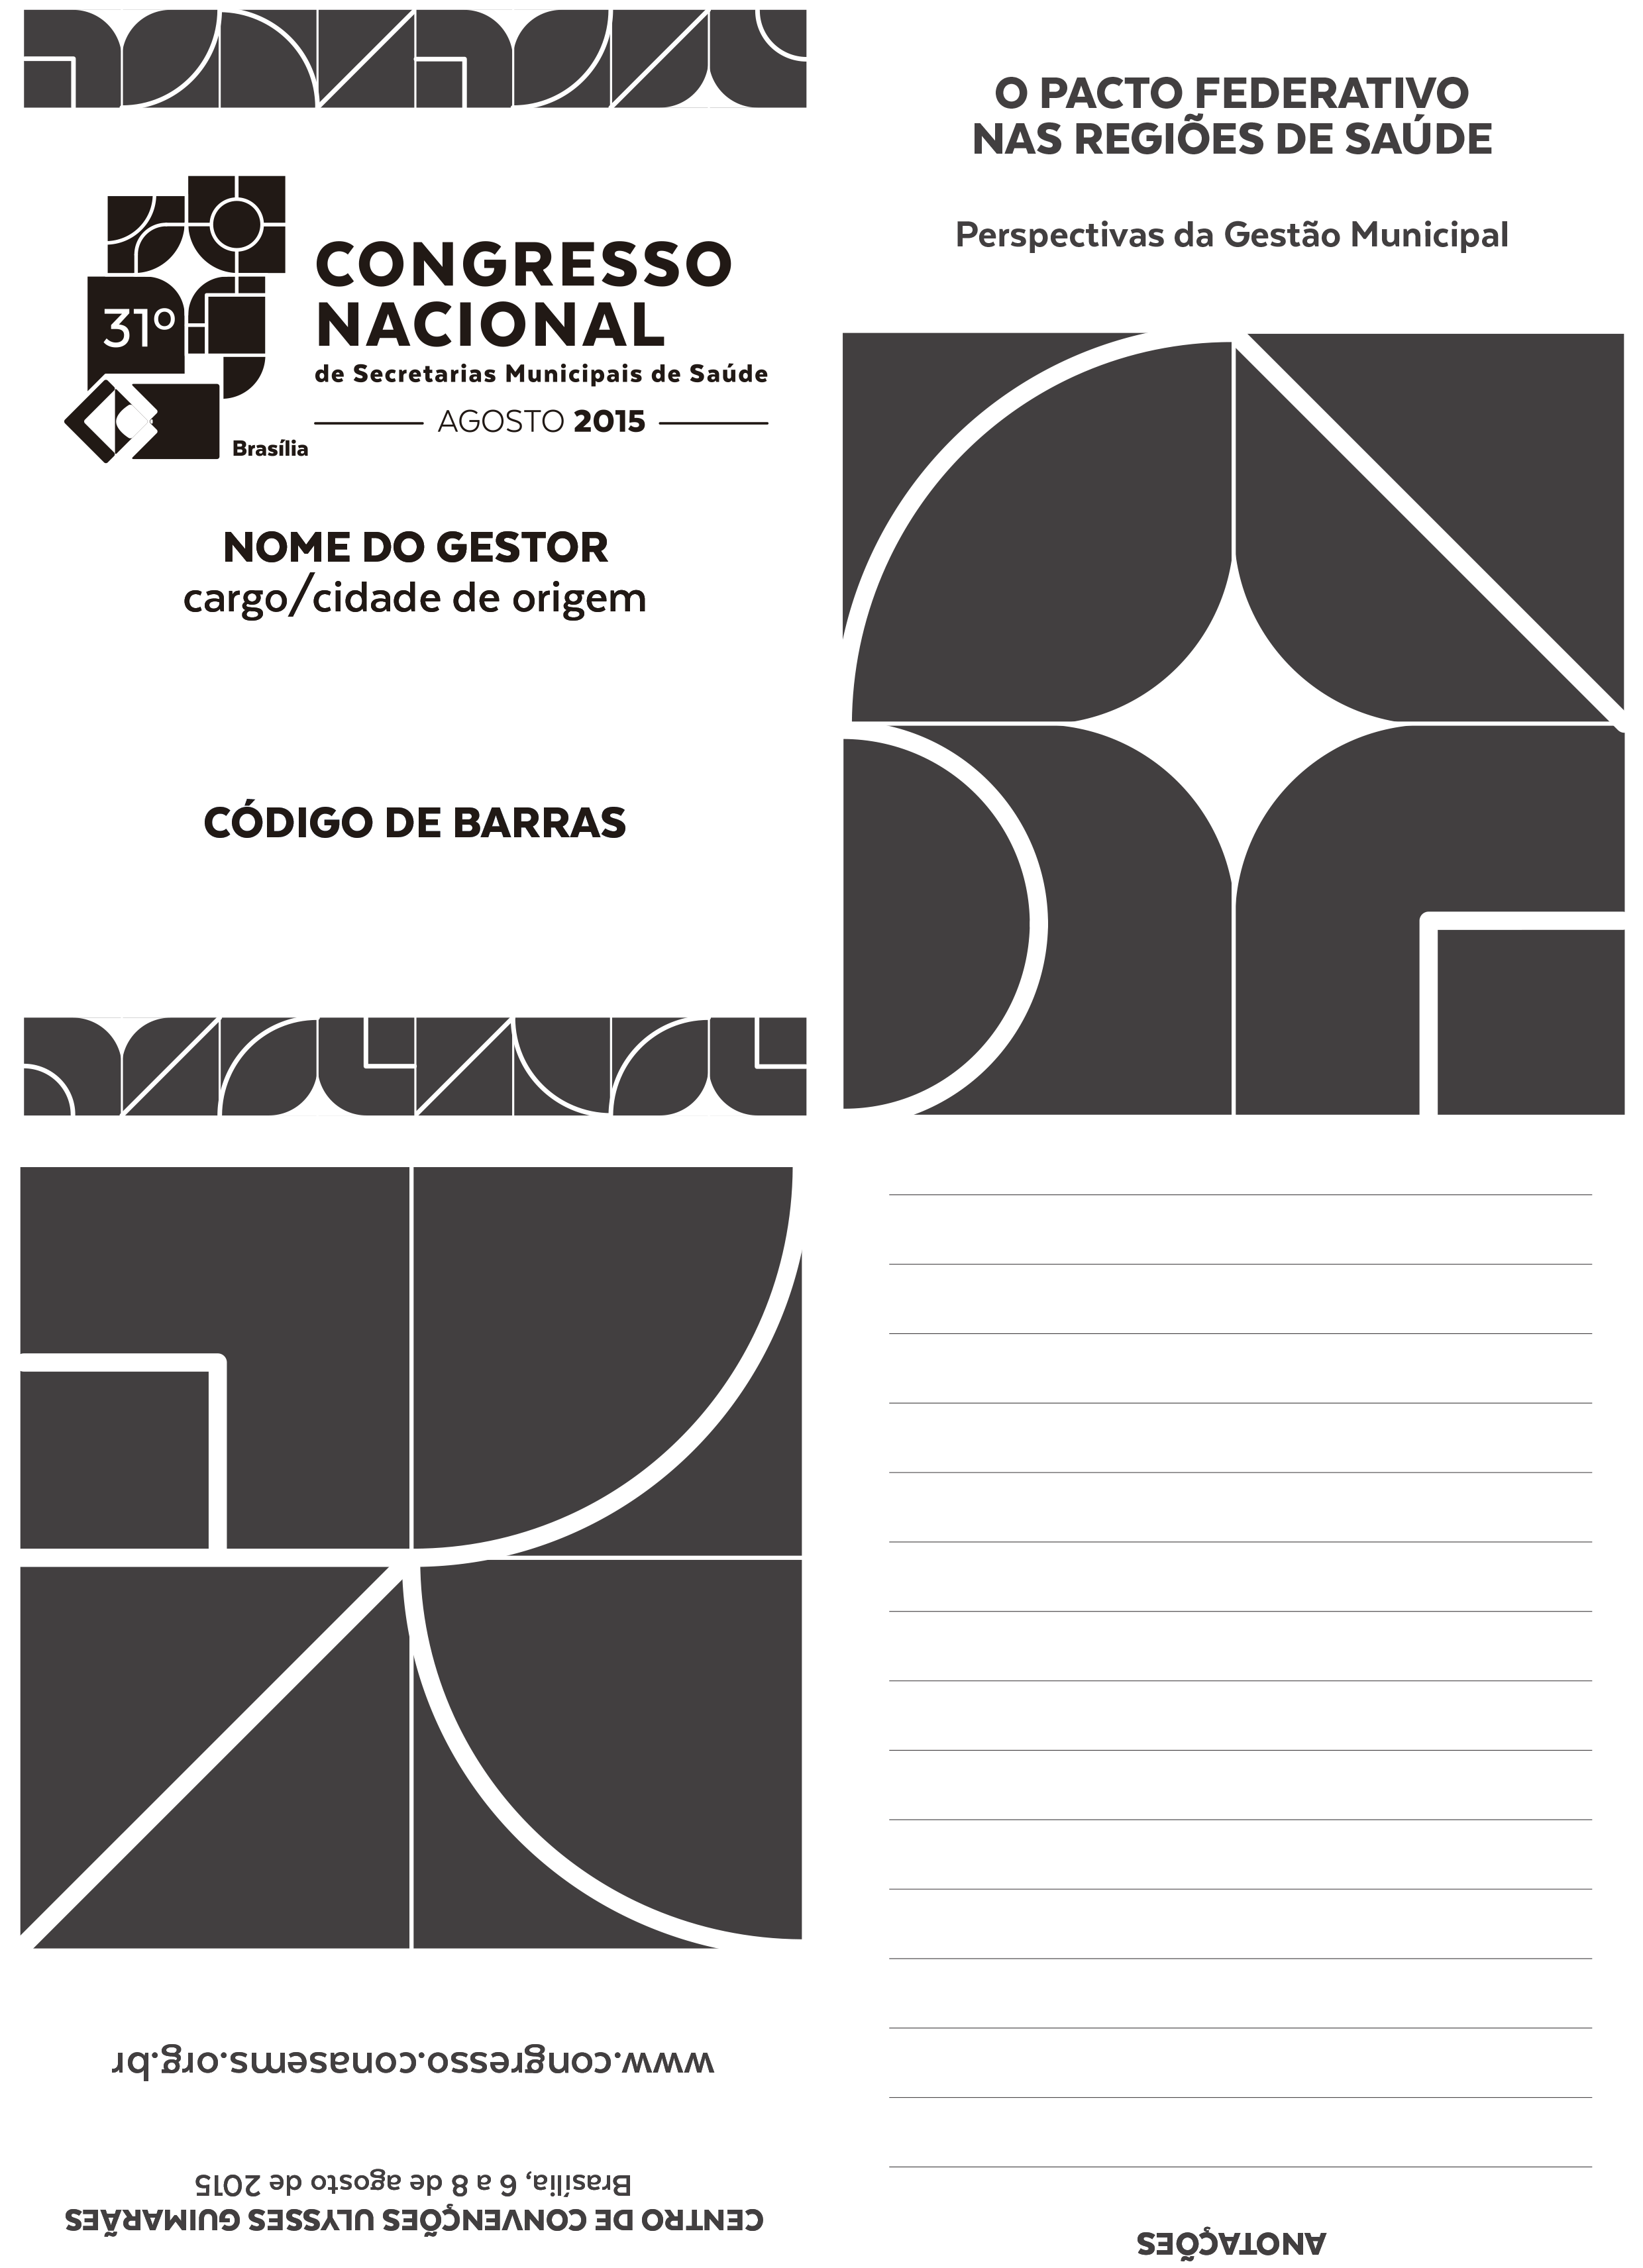 31º
CONGRESSO
NACIONAL
de Secretarias Municipais de Saúde
AGOSTO 2015
Brasília
NOME DO GESTOR
cargo/cidade de origem
CÓDIGO DE BARRAS
O PACTO FEDERATIVO
NAS REGIÕES DE SAÚDE
Perspectivas da Gestão Municipal
CENTRO DE CONVENÇÕES ULYSSES GUIMARÃES
Brasília, 6 a 8 de agosto de 2015
www.congresso.conasems.org.br
ANOTAÇÕES